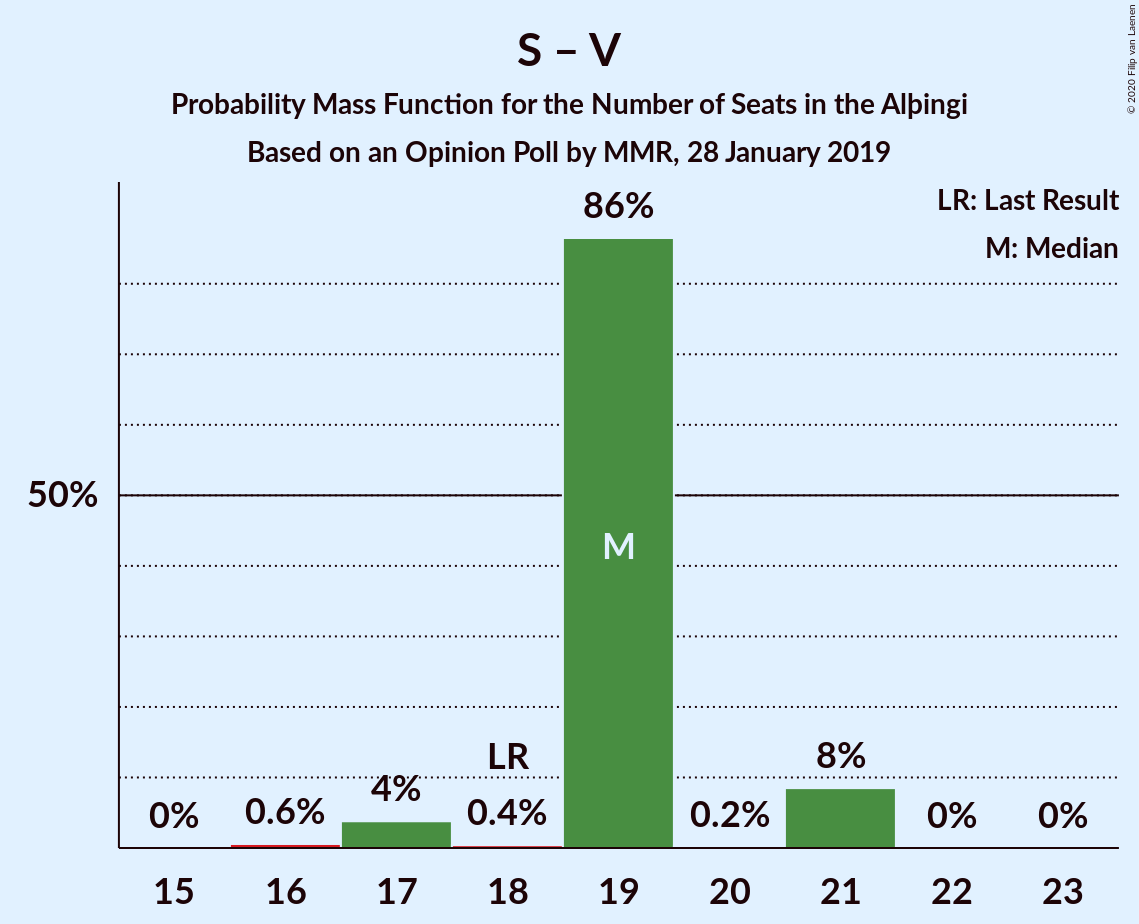 S – V
Probability Mass Function for the Number of Seats in the Alþingi
Based on an Opinion Poll by MMR, 28 January 2019
© 2020 Filip van Laenen
LR: Last Result
M: Median
86%
50%
M
LR
8%
4%
0%
0.6%
0.4%
0.2%
0%
0%
15 16 17 18 19 20 21 22 23